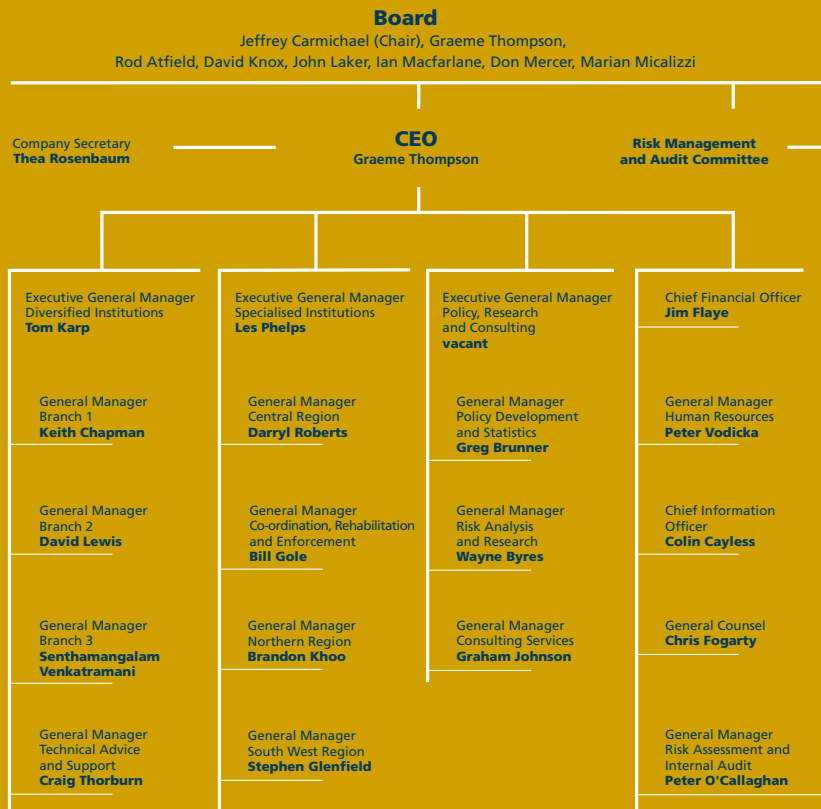 Board
Jeffrey Carmichael (Chair), Graeme Thompson,
Rod Atfield, David Knox, John Laker, Ian Macfarlane, Don Mercer, Marian Micalizzi
Company Secretary
Thea Rosenbaum
CEO
Graeme Thompson
Risk Management
and Audit Committee
Executive General Manager
Diversified Institutions
Tom Karp
General Manager
Branch 1
Keith Chapman
General Manager
Branch 2
David Lewis
General Manager
Branch 3
Senthamangalam
Venkatramani
General Manager
Technical Advice
and Support
Craig Thorburn
Executive General Manager
Specialised Institutions
Les Phelps
General Manager
Central Region
Darryl Roberts
General Manager
Co-ordination, Rehabilitation
and Enforcement
Bill Gole
General Manager
Northern Region
Brandon Khoo
General Manager
South West Region
Stephen Glenfield
Executive General Manager
Policy, Research
and Consulting
vacant
General Manager
Policy Development
and Statistics
Greg Brunner
General Manager
Risk Analysis
and Research
Wayne Byres
General Manager
Consulting Services
Graham Johnson
Chief Financial Officer
Jim Flaye
General Manager
Human Resources
Peter Vodicka
Chief Information
Officer
Colin Cayless
General Counsel
Chris Fogarty
General Manager
Risk Assessment and
Internal Audit
Peter O'Callaghan